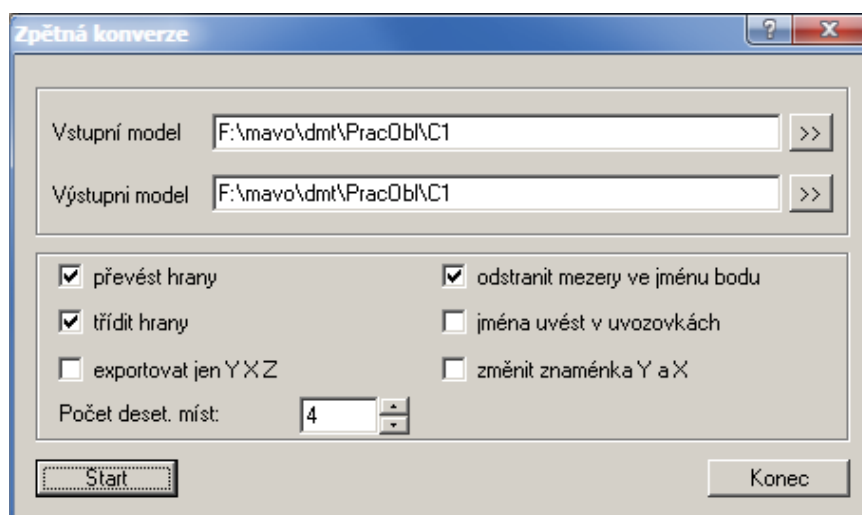 Zpětná konverze
Vstupní model F:\mavo\dmt\PracObl\C1 >>
Výstupni model F:\mavo\dmt\PracObl\C1 >>
převést hrany odstranit mezery ve jménu bodu
třídit hrany jména uvést v uvozovkách
exportovat jen Y X Z změnit znaménka Y a X
Počet deset. míst: 4
Start Konec